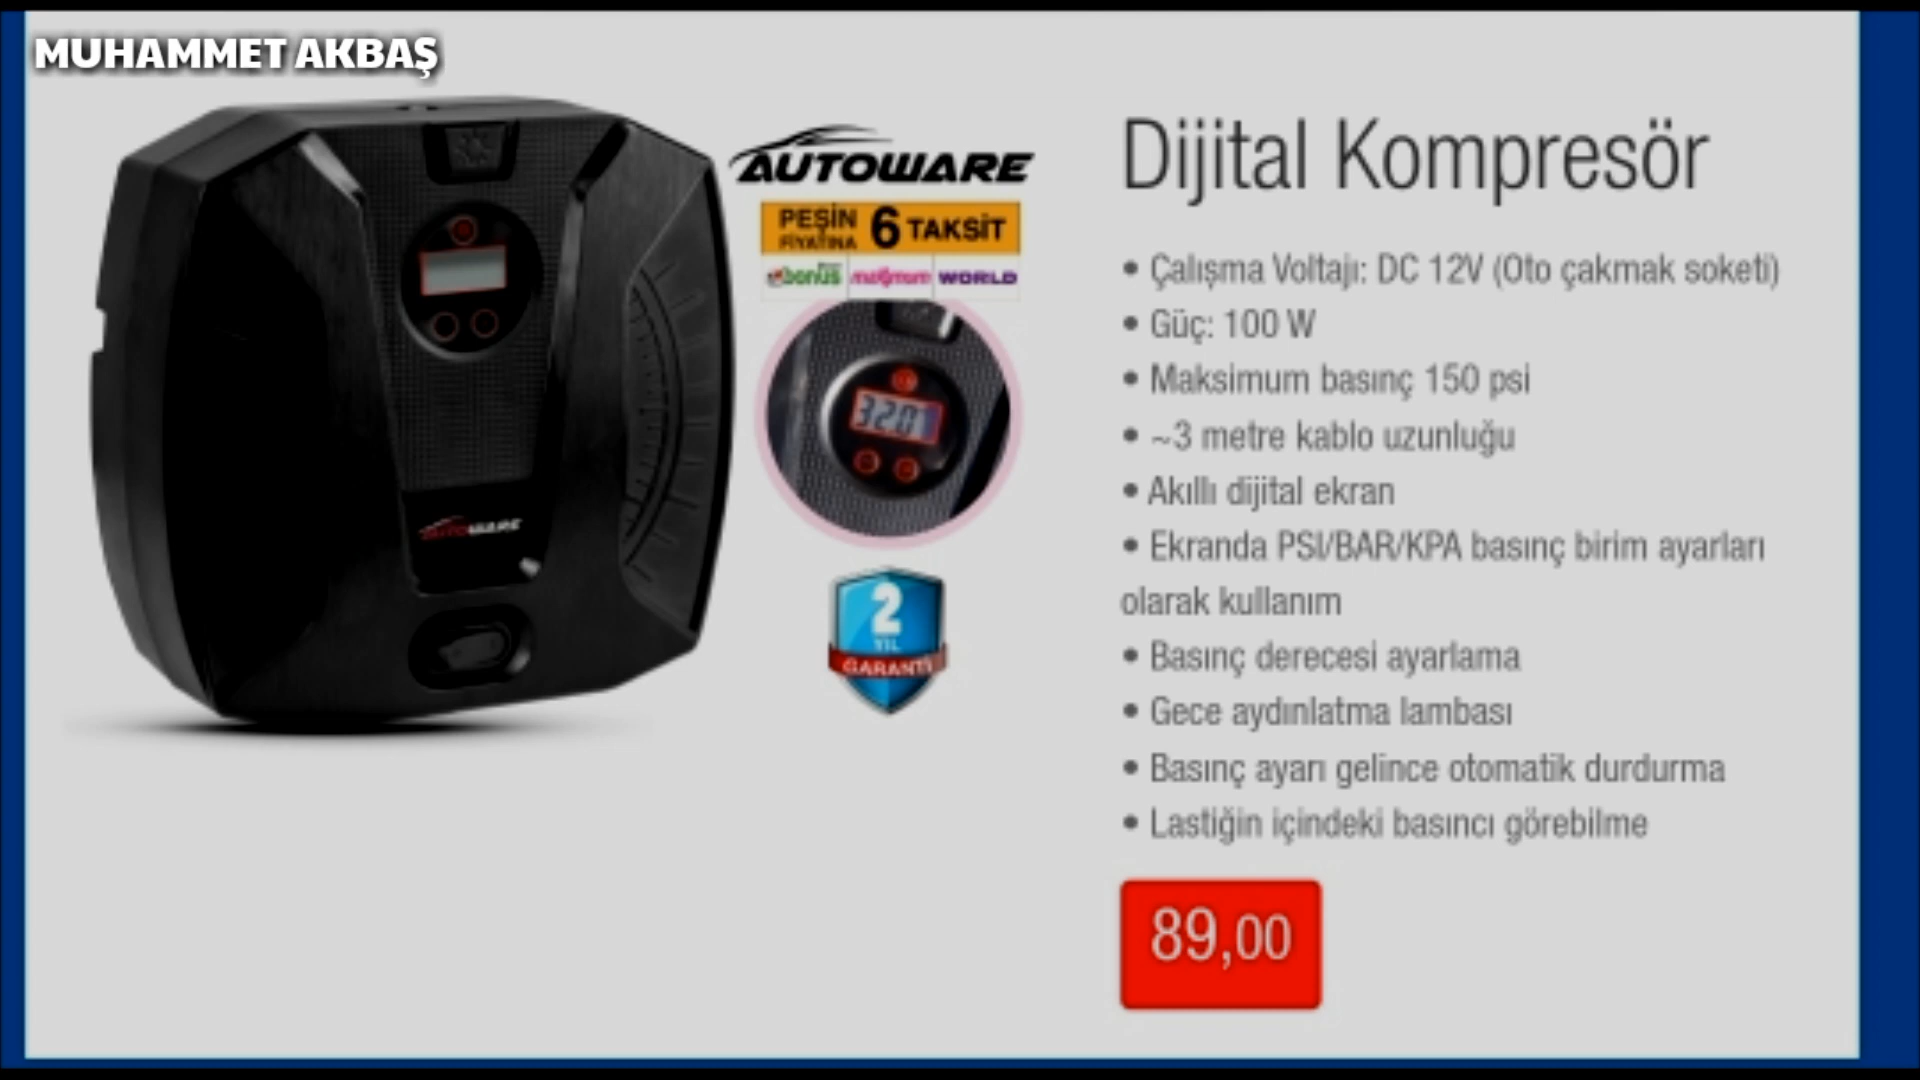 MUHAMMET AKBAŞ
AUTOWARE
PEŞİN FİYATINA 6 TAKSİT
bonus maximum WORLD
320
AUTOWARE
2
YIL
GARANTİ
Dijital Kompresör
• Çalışma Voltajı: DC 12V (Oto çakmak soketi)
• Güç: 100 W
• Maksimum basınç 150 psi
• ~3 metre kablo uzunluğu
• Akıllı dijital ekran
• Ekranda PSI/BAR/KPA basınç birim ayarları
olarak kullanım
• Basınç derecesi ayarlama
• Gece aydınlatma lambası
• Basınç ayarı gelince otomatik durdurma
• Lastiğin içindeki basıncı görebilme
89,00